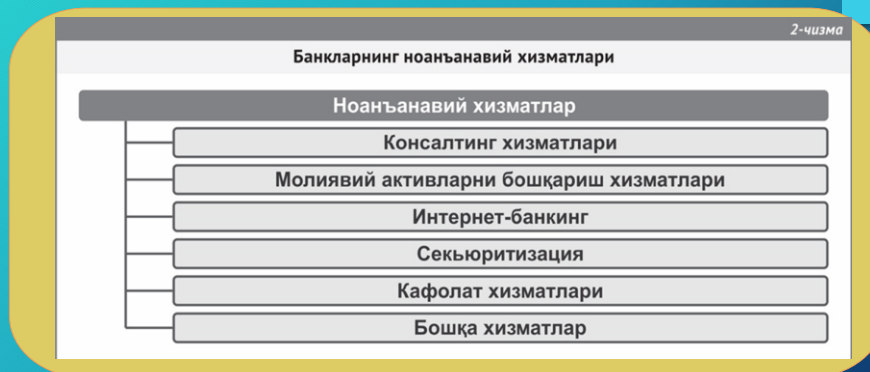 2-чизма
Банкларнинг ноанъанавий хизматлари
Ноанъанавий хизматлар
Консалтинг хизматлари
Молиявий активларни бошқариш хизматлари
Интернет-банкинг
Секьюритизация
Кафолат хизматлари
Бошқа хизматлар